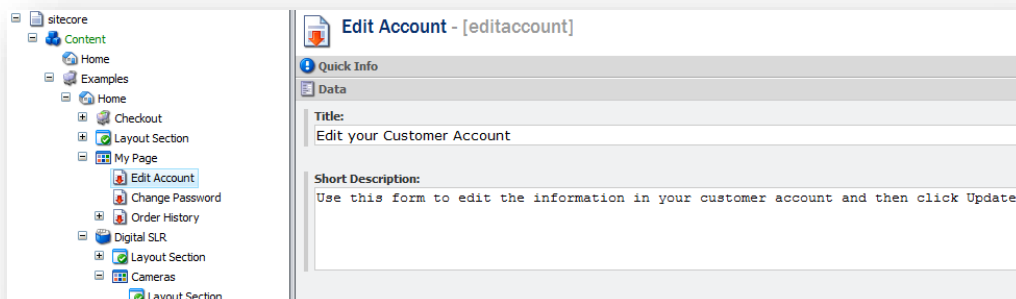 sitecore
Content
Home
Examples
Home
Checkout
Layout Section
My Page
Edit Account
Change Password
Order History
Digital SLR
Layout Section
Cameras
Layout Section
Edit Account - [editaccount]
Quick Info
Data
Title:
Edit your Customer Account
Short Description:
Use this form to edit the information in your customer account and then click Update